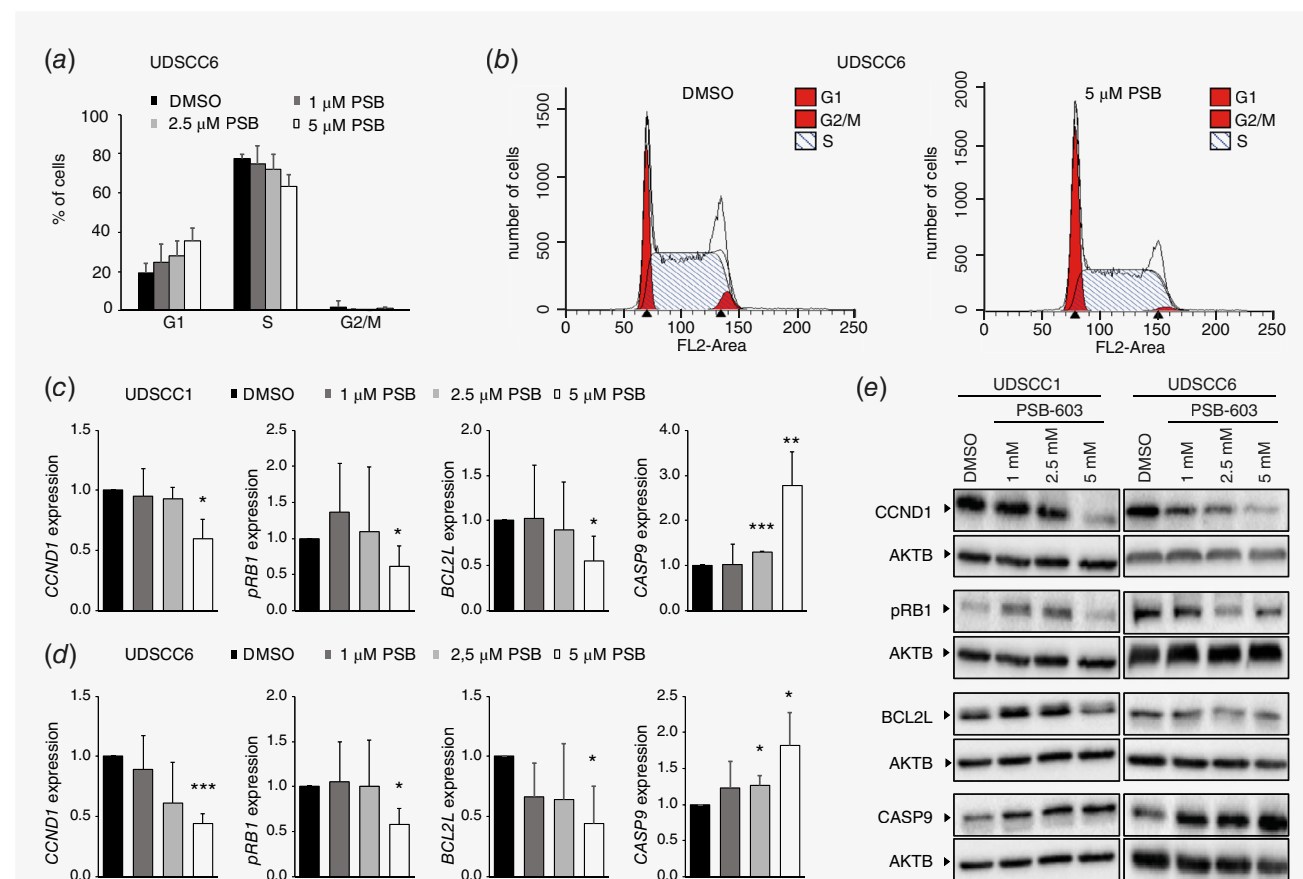 (a)
UDSCC6
DMSO
1 μM PSB
2.5 μM PSB
5 μM PSB
% of cells
100
80
60
40
20
0
G1
S
G2/M
(b)
UDSCC6
DMSO
G1
G2/M
S
number of cells
1500
1000
500
0
0 50 100 150 200 250
FL2-Area
5 μM PSB
G1
G2/M
S
number of cells
2000
1500
1000
500
0
0 50 100 150 200 250
FL2-Area
(c)
UDSCC1
DMSO
1 μM PSB
2.5 μM PSB
5 μM PSB
CCND1 expression
1.5
1.0
0.5
0.0
*
pRB1 expression
2.5
2.0
1.5
1.0
0.5
0.0
*
BCL2L expression
2.0
1.5
1.0
0.5
0.0
*
CASP9 expression
4.0
3.0
2.0
1.0
0.0
***
**
(d)
UDSCC6
DMSO
1 μM PSB
2,5 μM PSB
5 μM PSB
CCND1 expression
1.5
1.0
0.5
0.0
***
pRB1 expression
2.0
1.5
1.0
0.5
0.0
*
BCL2L expression
1.5
1.0
0.5
0.0
*
CASP9 expression
2.5
2.0
1.5
1.0
0.5
0.0
*
*
(e)
UDSCC1
UDSCC6
PSB-603
PSB-603
DMSO
1 mM
2.5 mM
5 mM
DMSO
1 mM
2.5 mM
5 mM
CCND1
AKTB
pRB1
AKTB
BCL2L
AKTB
CASP9
AKTB